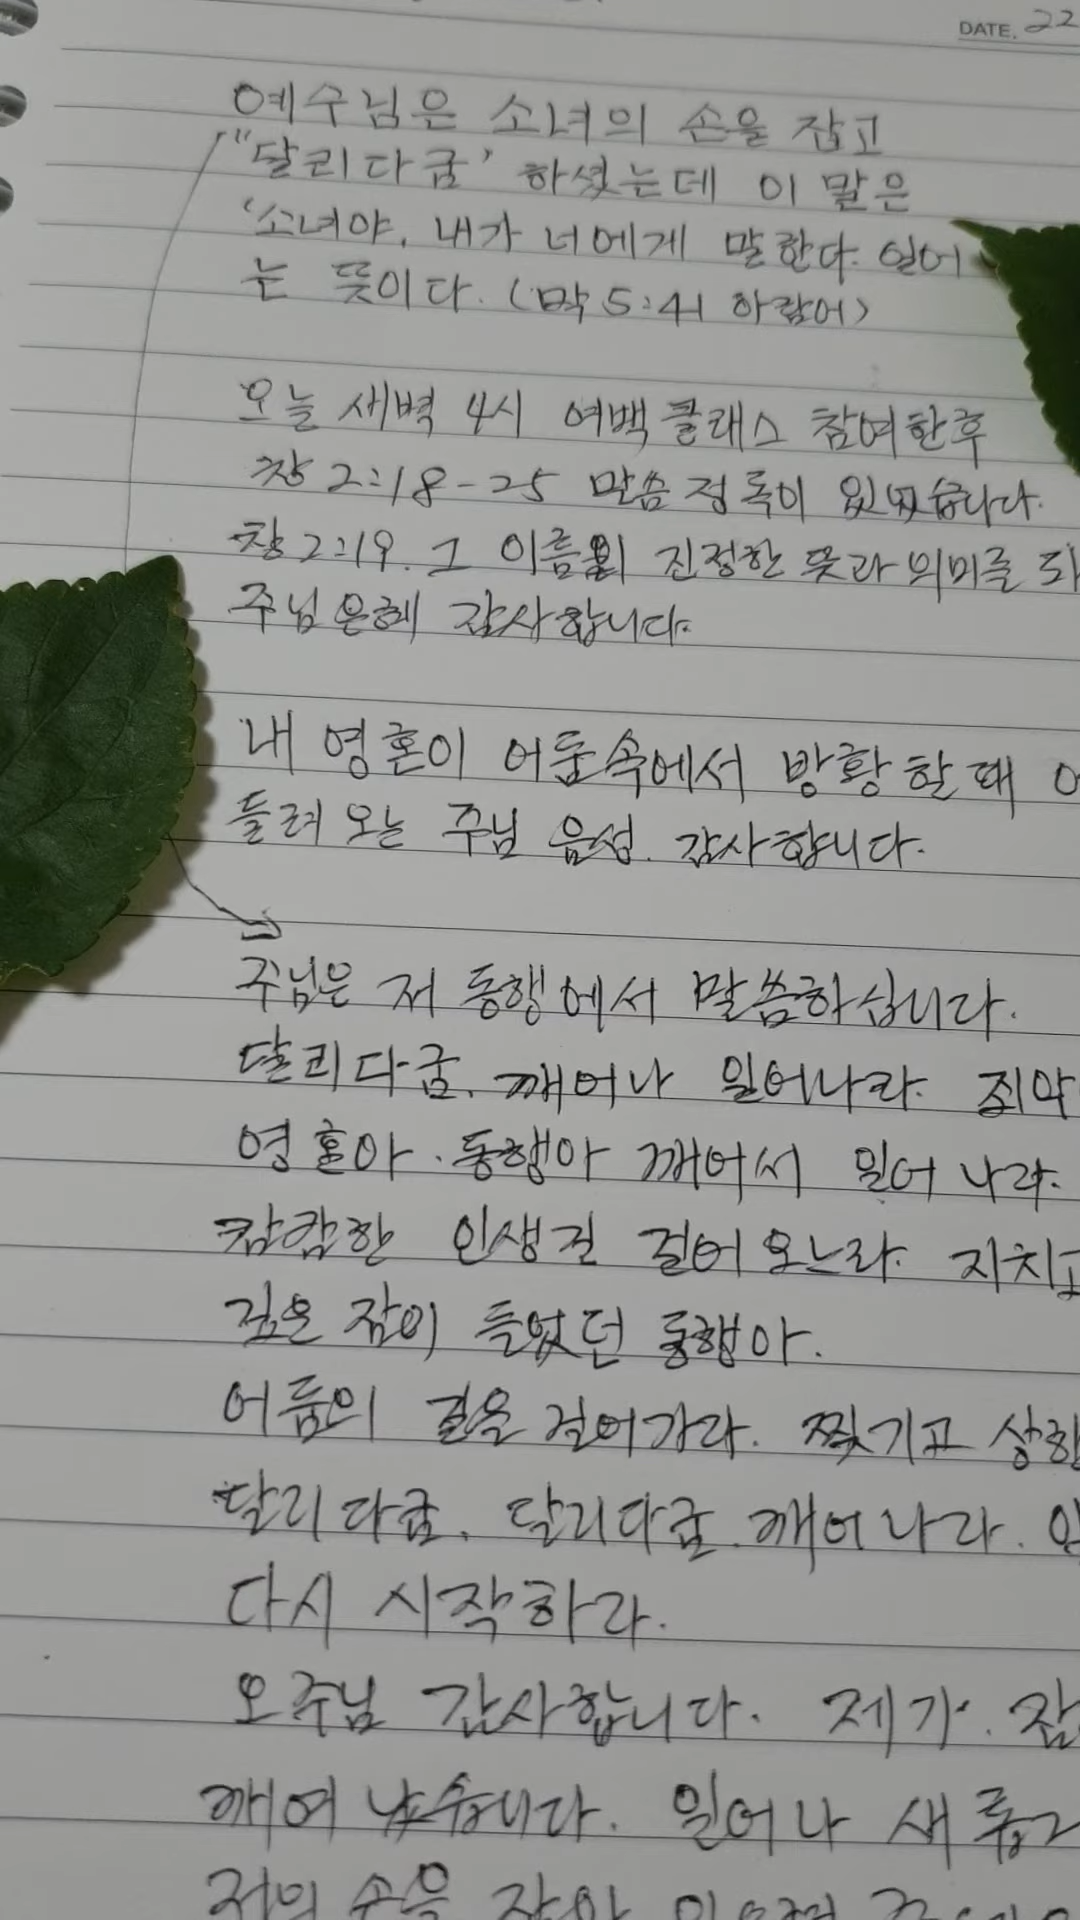 DATE. 22
예수님은 소녀의 손을 잡고
"달리다굼' 하셨는데 이 말은
'소녀야, 내가 너에게 말한다. 일어
는 뜻이다. (막 5:41 아람어)
오늘 새벽 4시 여백 클래스 참여한후
창 2:18-25 말씀 정독이 있었습니다.
창 2:19. 그 이름의 진정한 뜻과 의미를
주님 은혜 감사합니다.
내 영혼이 어둠속에서 방황할 때
들려 오는 주님 음성. 감사합니다.
주님은 저 동행에서 말씀하십니다.
달리다굼. 깨어나 일어나라. 죄악
영혼아. 동행아 깨어서 일어 나라.
캄캄한 인생길 걸어 오느라. 지치고
깊은 잠이 들었던 동행아.
어둠의 길을 걸어가다. 찢기고 상한
달리다굼. 달리다굼. 깨어나라.
다시 시작하라.
오 주님 감사합니다. 제가. 잠
깨여 났습니다. 일어나 새
저의 손을 잡아